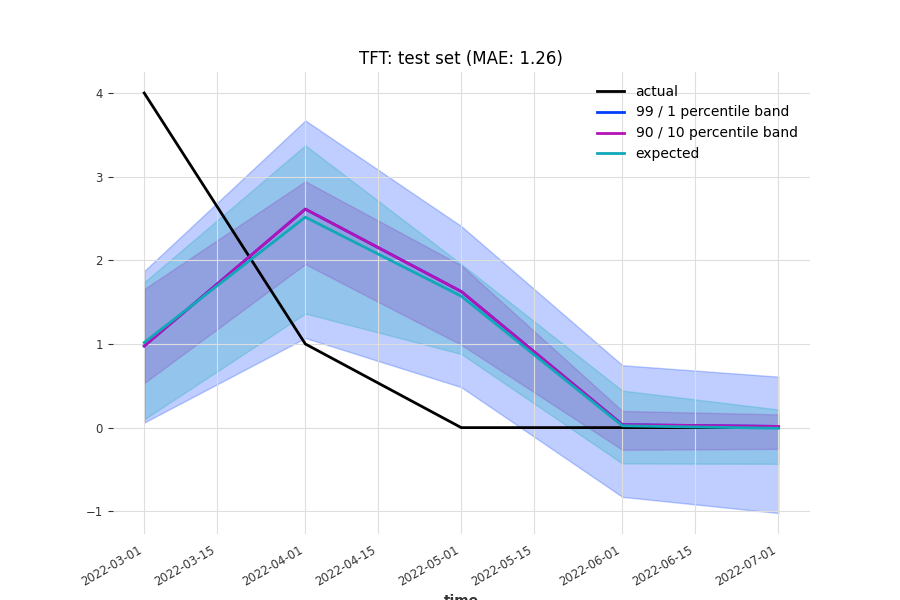 TFT: test set (MAE: 1.26)
actual
99 / 1 percentile band
90 / 10 percentile band
expected
4
3
2
1
0
−1
2022-03-01
2022-03-15
2022-04-01
2022-04-15
2022-05-01
2022-05-15
2022-06-01
2022-06-15
2022-07-01
time